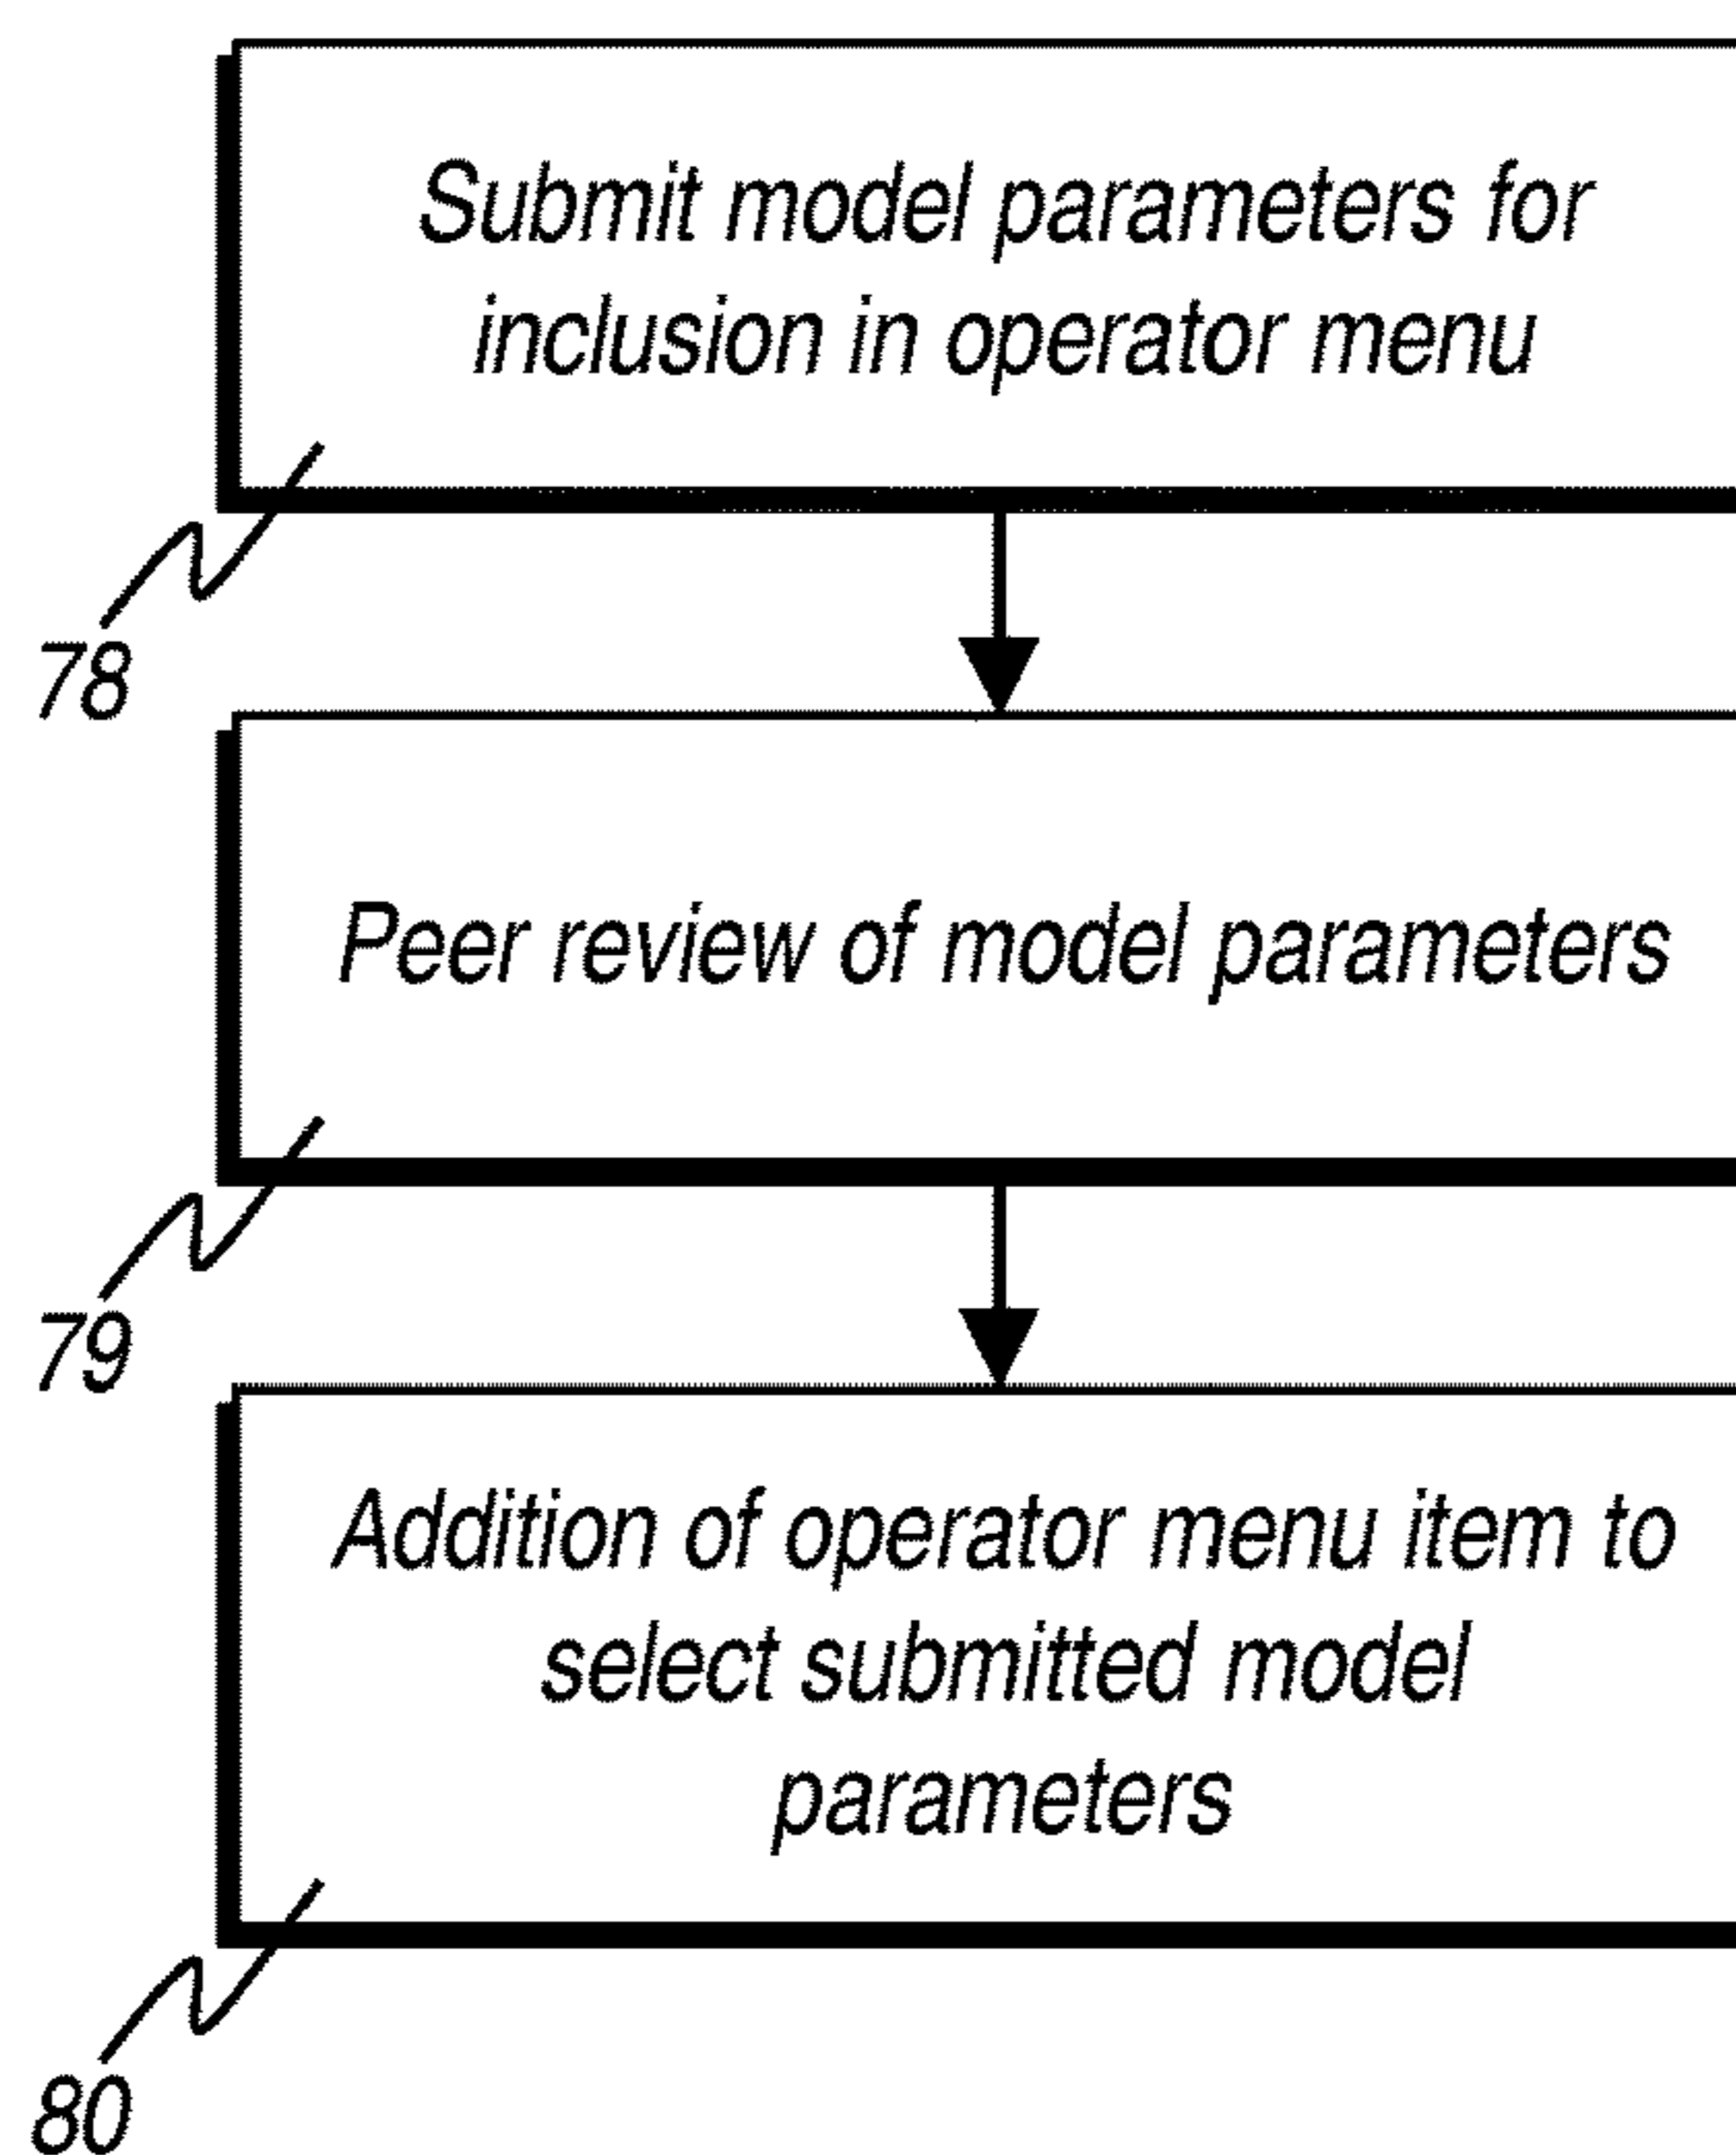 Submit model parameters for
inclusion in operator menu
78
Peer review of model parameters
79
Addition of operator menu item to
select submitted model
parameters
80